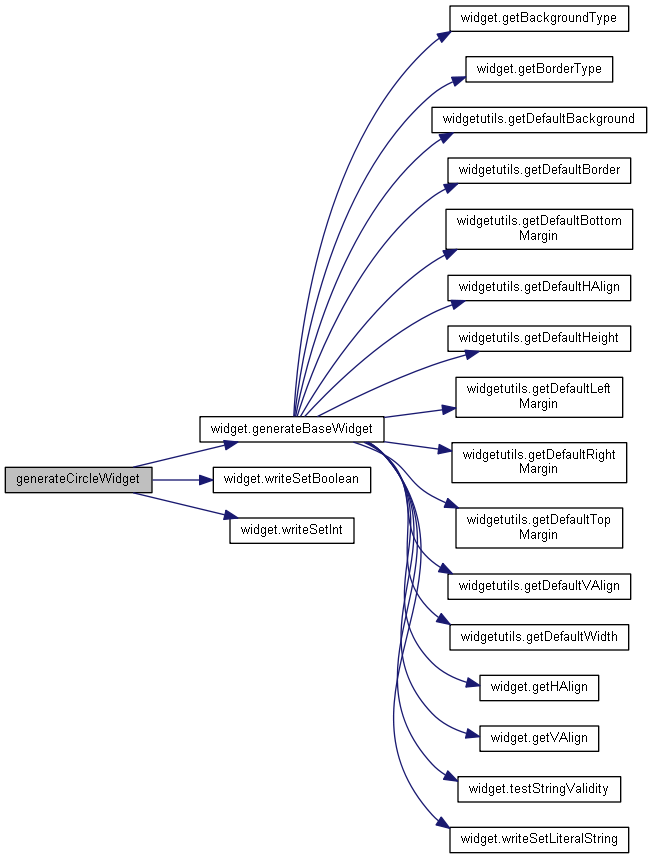 widget.getBackgroundType
widget.getBorderType
widgetutils.getDefaultBackground
widgetutils.getDefaultBorder
widgetutils.getDefaultBottom
Margin
widgetutils.getDefaultHAlign
widgetutils.getDefaultHeight
widgetutils.getDefaultLeft
Margin
widget.generateBaseWidget
widgetutils.getDefaultRight
Margin
generateCircleWidget
widget.writeSetBoolean
widget.writeSetInt
widgetutils.getDefaultTop
Margin
widgetutils.getDefaultVAlign
widgetutils.getDefaultWidth
widget.getHAlign
widget.getVAlign
widget.testStringValidity
widget.writeSetLiteralString